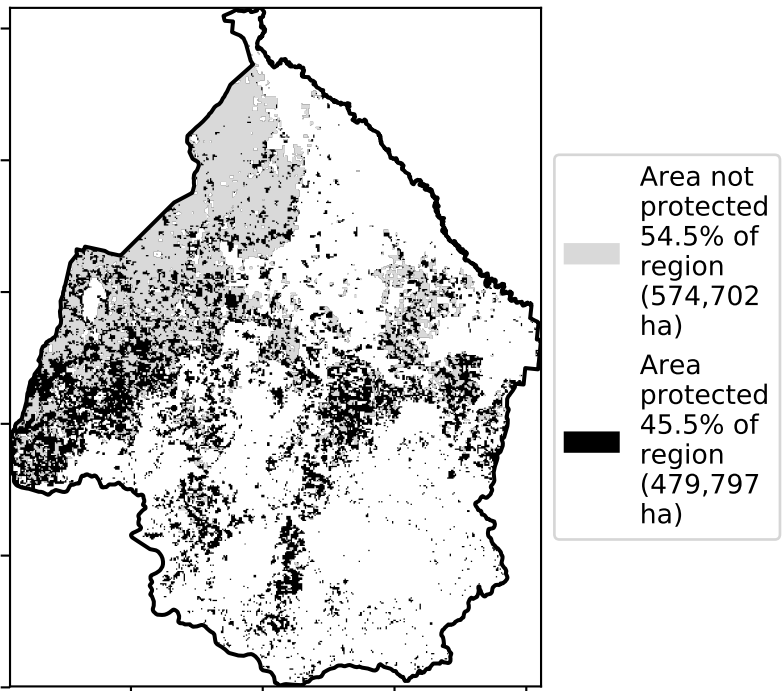 Area not
protected
54.5% of
region
(574,702
ha)
Area
protected
45.5% of
region
(479,797
ha)